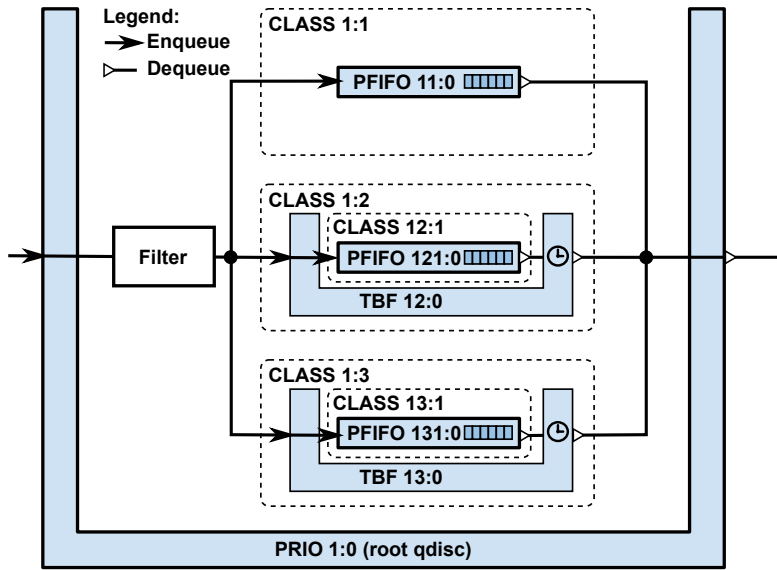 Legend:
Enqueue
Dequeue
CLASS 1:1
PFIFO 11:0
CLASS 1:2
CLASS 12:1
PFIFO 121:0
TBF 12:0
Filter
CLASS 1:3
CLASS 13:1
PFIFO 131:0
TBF 13:0
PRIO 1:0 (root qdisc)